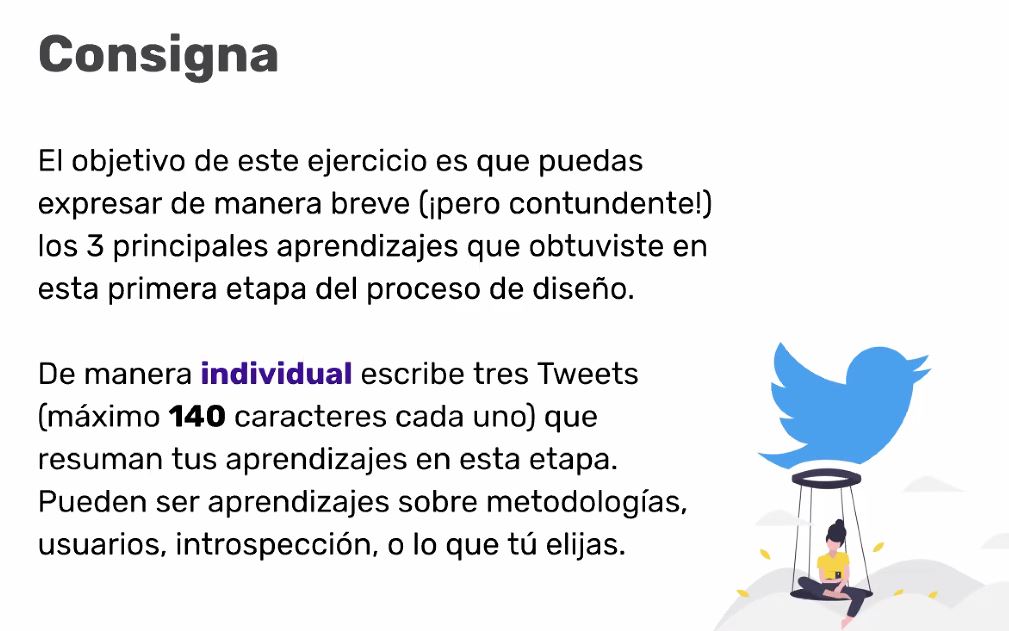 Consigna
El objetivo de este ejercicio es que puedas
expresar de manera breve (¡pero contundente!)
los 3 principales aprendizajes que obtuviste en
esta primera etapa del proceso de diseño.
De manera individual escribe tres Tweets
(máximo 140 caracteres cada uno) que
resuman tus aprendizajes en esta etapa.
Pueden ser aprendizajes sobre metodologías,
usuarios, introspección, o lo que tú elijas.